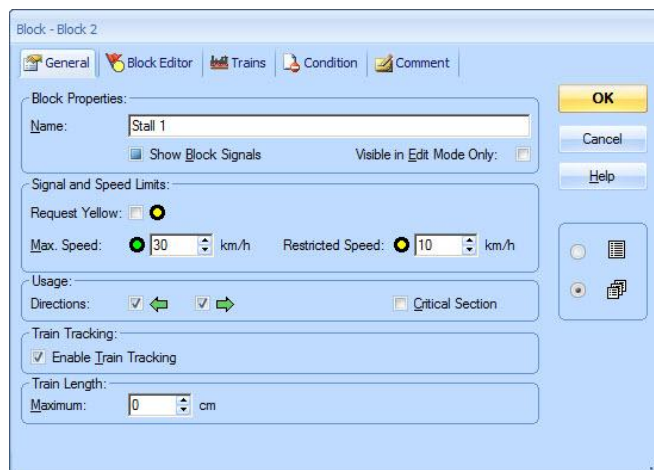 Block - Block 2
General Block Editor Trains Condition Comment
Block Properties:
Name: Stall 1
Show Block Signals Visible in Edit Mode Only:
Signal and Speed Limits:
Request Yellow:
Max. Speed: 30 km/h Restricted Speed: 10 km/h
Usage:
Directions: Critical Section
Train Tracking:
Enable Train Tracking
Train Length:
Maximum: 0 cm
OK
Cancel
Help